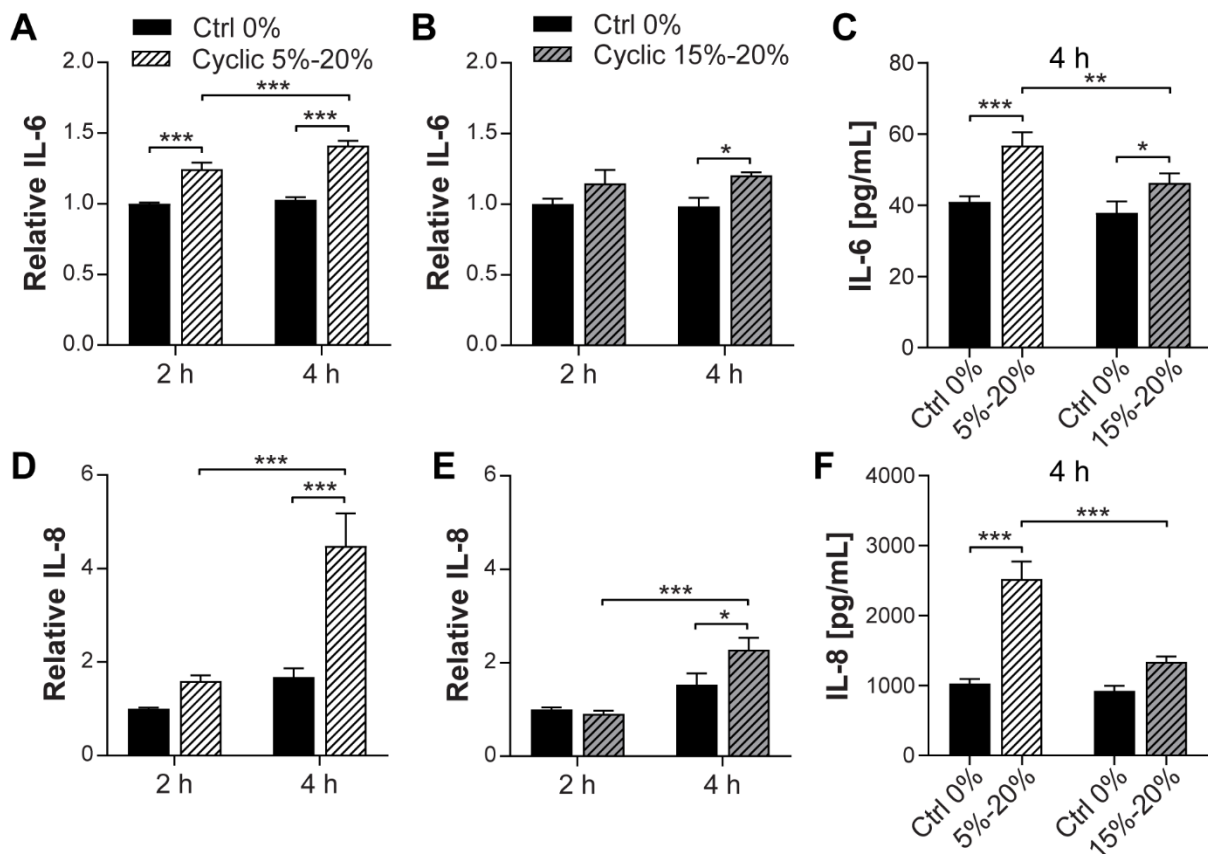 A
Ctrl 0%
Cyclic 5%-20%
Relative IL-6
2.0
1.5
1.0
0.5
0.0
***
***
***
2 h
4 h
B
Ctrl 0%
Cyclic 15%-20%
Relative IL-6
2.0
1.5
1.0
0.5
0.0
*
2 h
4 h
C
4 h
IL-6 [pg/mL]
80
60
40
20
0
**
***
*
Ctrl 0%
5%-20%
Ctrl 0%
15%-20%
D
Relative IL-8
6
4
2
0
***
***
2 h
4 h
E
Relative IL-8
6
4
2
0
***
*
2 h
4 h
F
4 h
IL-8 [pg/mL]
4000
3000
2000
1000
0
***
***
Ctrl 0%
5%-20%
Ctrl 0%
15%-20%